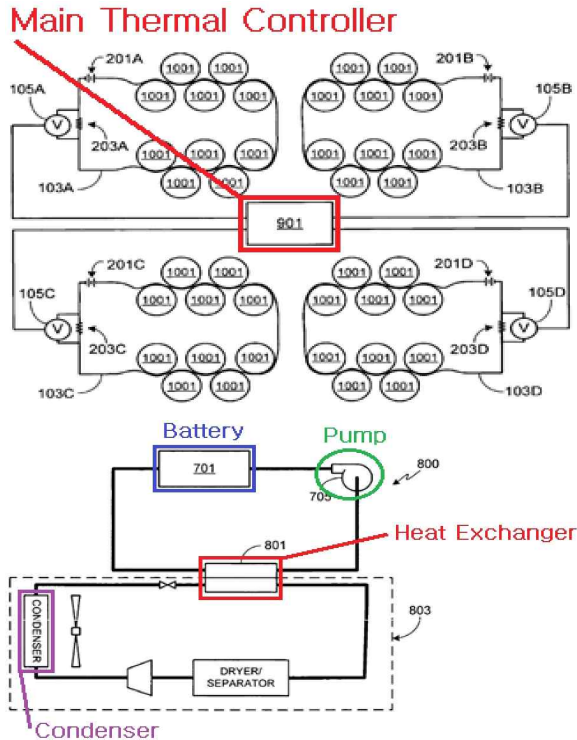 Main Thermal Controller
201A 1001 1001 1001 1001 201B
105A 1001 1001 1001 1001 1001 1001 105B
V V
203A 1001 1001 1001 1001 1001 1001 203B
103A 1001 1001 1001 1001 103B
901
201C 1001 1001 1001 1001 201D
105C 1001 1001 1001 1001 1001 1001 105D
V V
203C 1001 1001 1001 1001 1001 1001 203D
103C 1001 1001 1001 1001 103D
Battery
Pump
701
705
800
801
Heat Exchanger
803
CONDENSER
DRYER/
SEPARATOR
Condenser